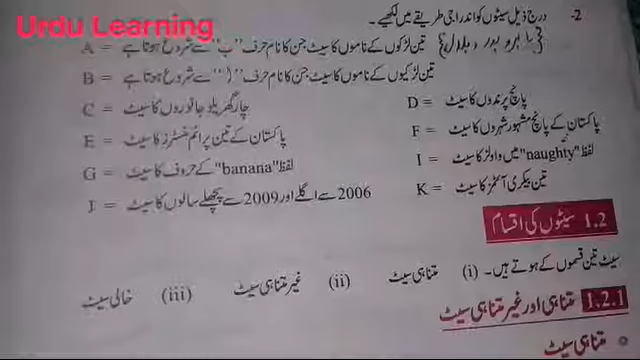 Urdu Learning
2- درج ذیل سیٹوں کو اندراجی طریقے میں لکھیے۔
A = تین لڑکوں کے ناموں کا سیٹ جن کا نام حرف "ب" سے شروع ہوتا ہے
B = تین لڑکیوں کے ناموں کا سیٹ جن کا نام حرف سے شروع ہوتا ہے
C = چار گھریلو جانوروں کا سیٹ
D = پانچ پرندوں کا سیٹ
E = پاکستان کے تین پرائم منسٹرز کا سیٹ
F = پاکستان کے پانچ مشہور شہروں کا سیٹ
G = لفظ "banana" کے حروف کا سیٹ
I = لفظ "naughty" میں واولز کا سیٹ
J = 2006 سے اگلے اور 2009 سے پچھلے سالوں کا سیٹ
K = تین بیکری آئٹمز کا سیٹ
1.2 سیٹوں کی اقسام
سیٹ تین قسموں کے ہوتے ہیں۔ (i) متناہی سیٹ (ii) غیر متناہی سیٹ (iii) خالی سیٹ
1.2.1 متناہی اور غیر متناہی سیٹ
متناہی سیٹ